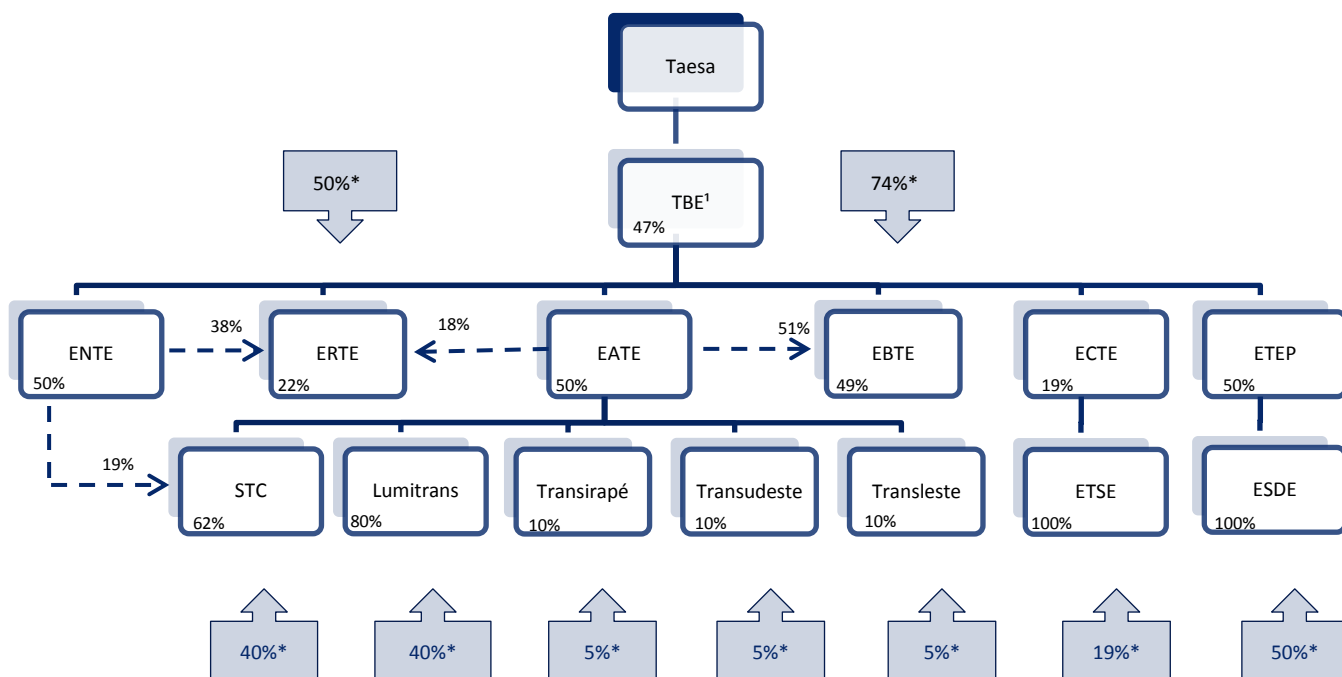 Taesa
50%*
74%*
TBE¹
47%
38%
18%
51%
ENTE
ERTE
EATE
EBTE
ECTE
ETEP
50%
22%
50%
49%
19%
50%
19%
STC
Lumitrans
Transirapé
Transudeste
Transleste
ETSE
ESDE
62%
80%
10%
10%
10%
100%
100%
40%*
40%*
5%*
5%*
5%*
19%*
50%*